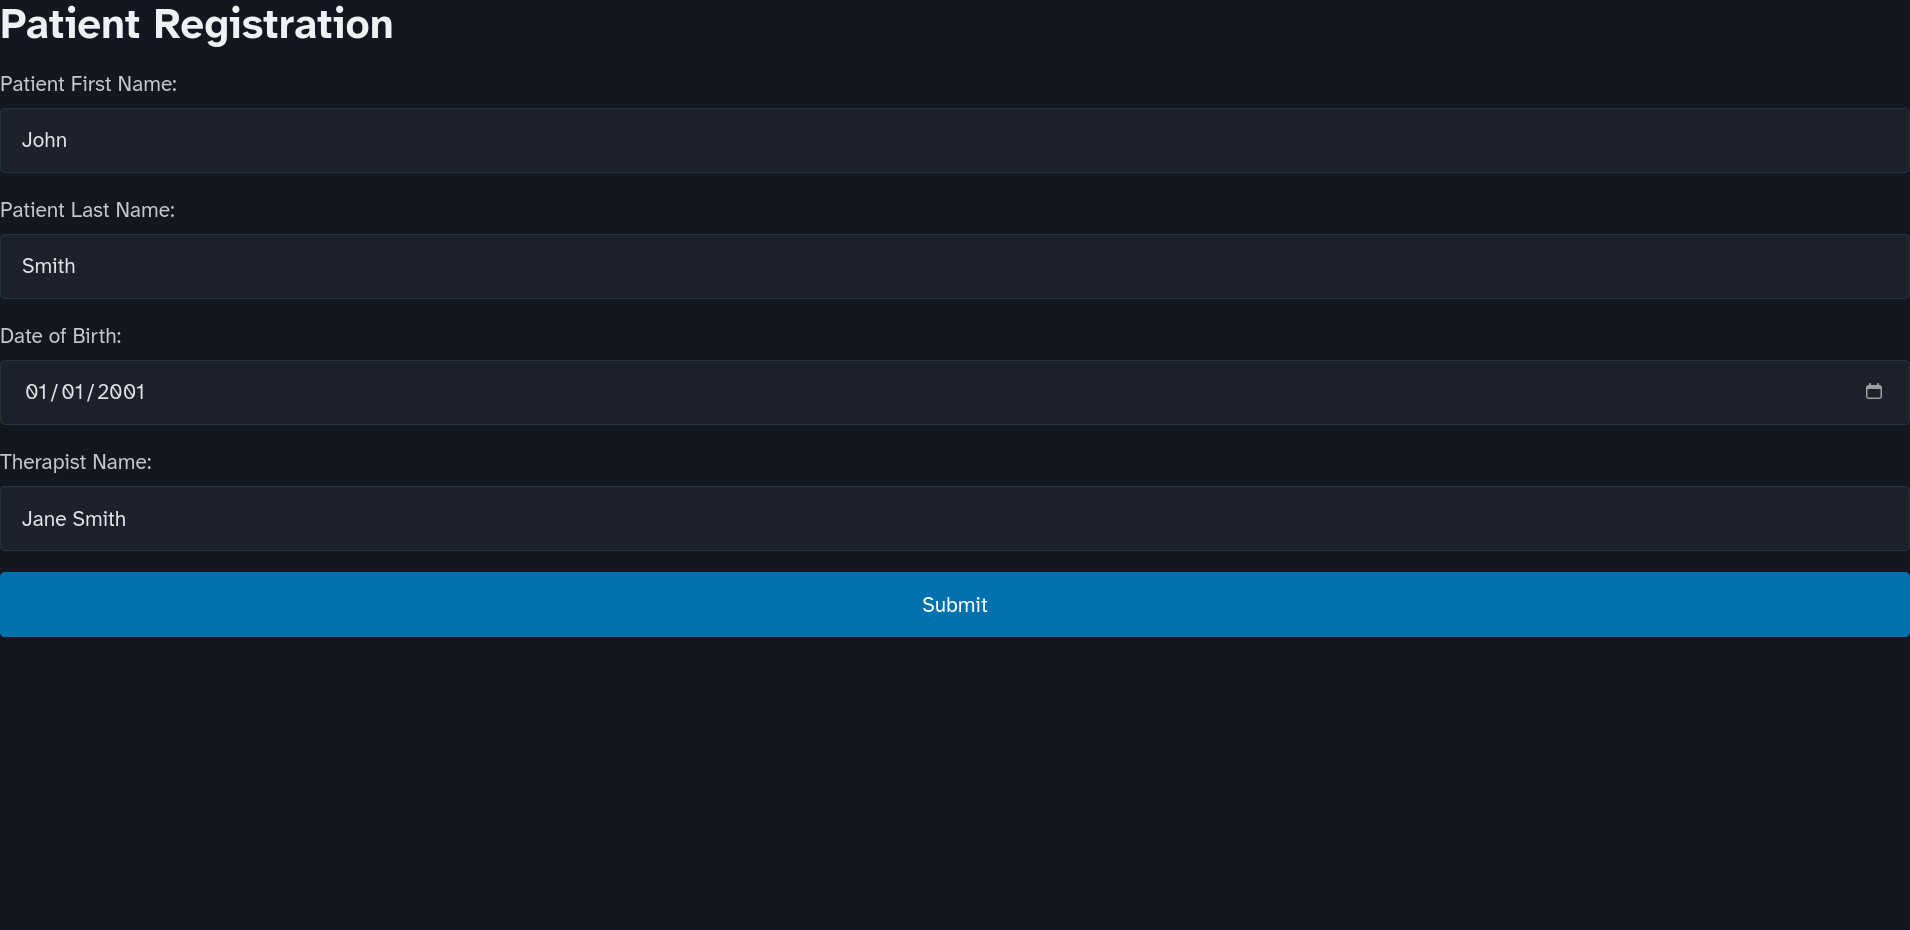 Patient Registration
Patient First Name:
John
Patient Last Name:
Smith
Date of Birth:
01/01/2001
Therapist Name:
Jane Smith
Submit